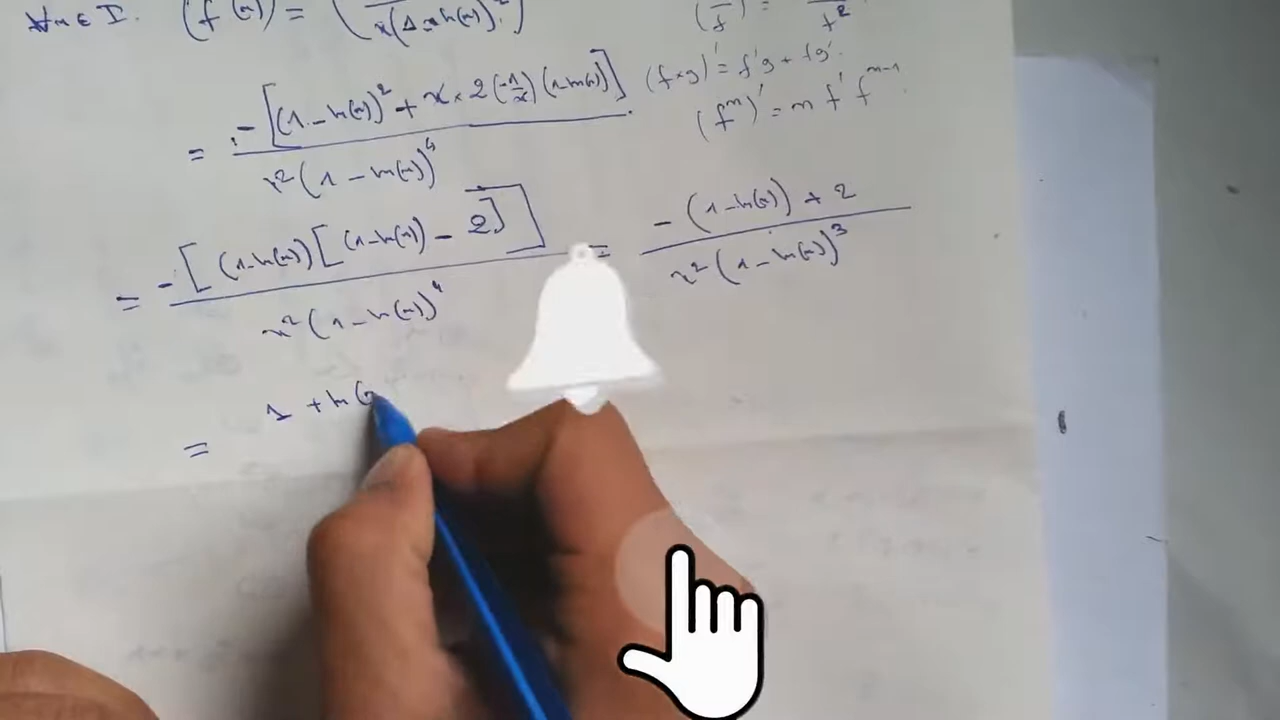 ∀x ∈ I. (f'(x))' = (1/(x(1-ln(x))²))'
(1/f)' = -f'/f²
= -[(1-ln(x))² + x × 2(-1/x)(1-ln(x))] / x²(1-ln(x))⁴
(f×g)' = f'g + fg'.
(fⁿ)' = n f' fⁿ⁻¹.
= -[(1-ln(x))[(1-ln(x)) - 2]] / x²(1-ln(x))⁴ = -(1-ln(x)) + 2 / x²(1-ln(x))³
= 1 + ln(x